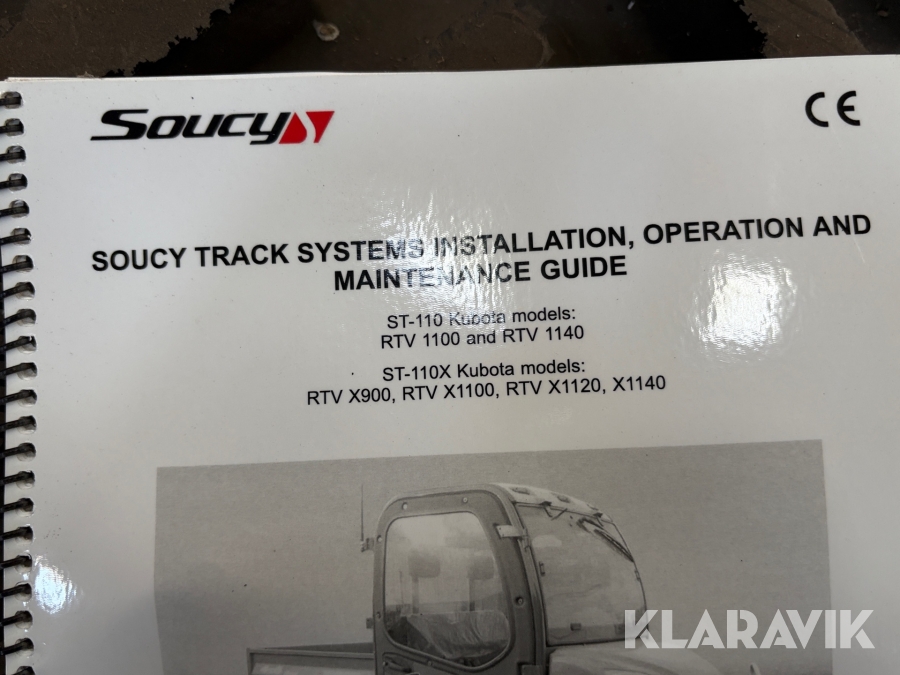 SOUCY
CE
SOUCY TRACK SYSTEMS INSTALLATION, OPERATION AND
MAINTENANCE GUIDE
ST-110 Kubota models:
RTV 1100 and RTV 1140
ST-110X Kubota models:
RTV X900, RTV X1100, RTV X1120, X1140
KLARAVIK